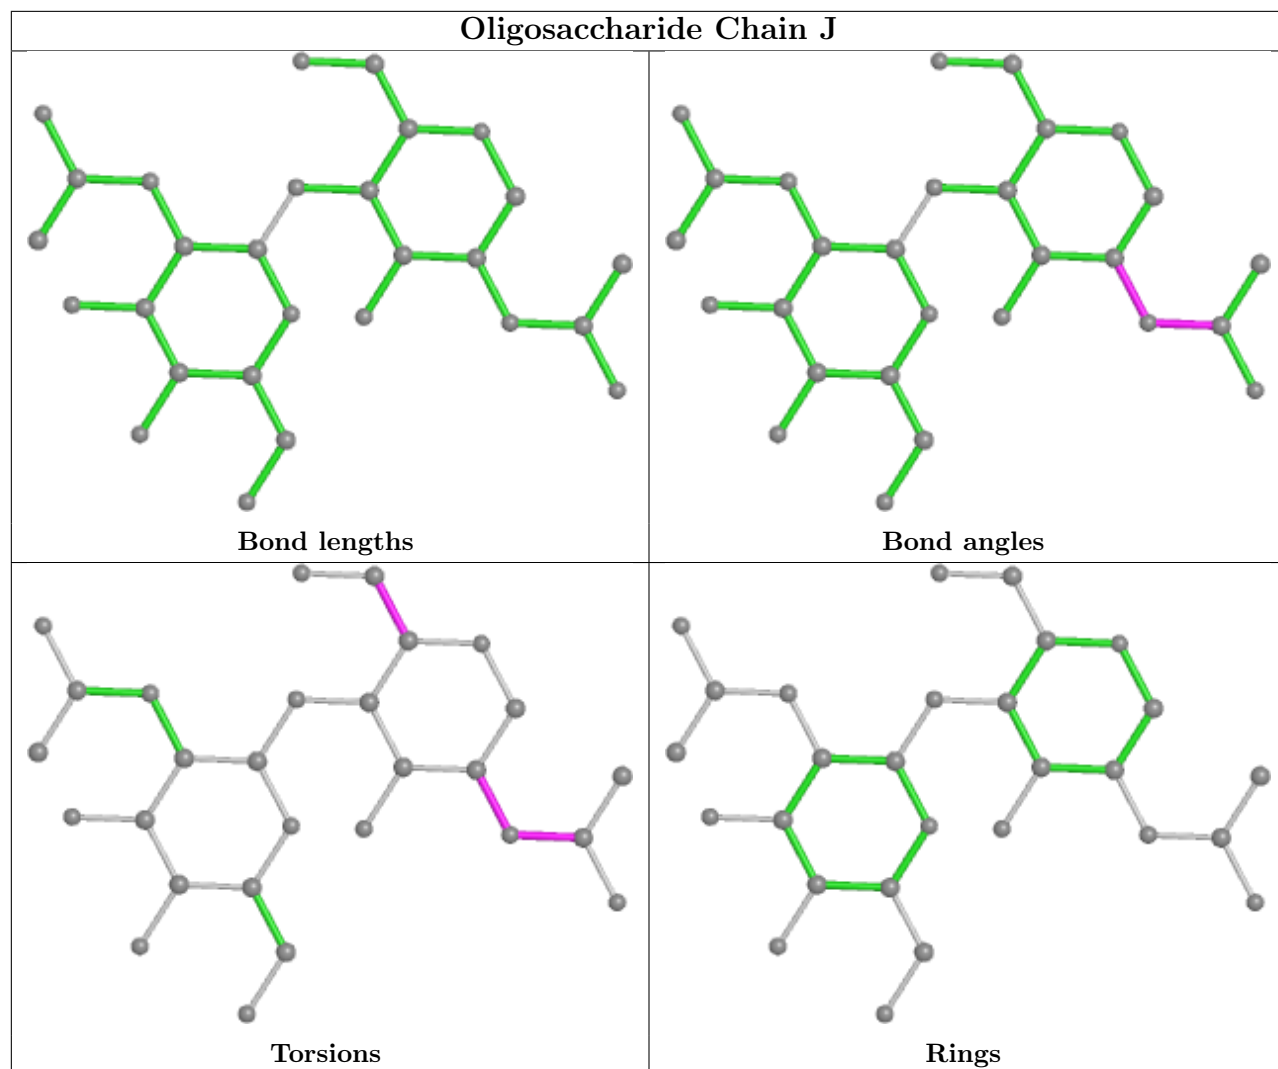 Oligosaccharide Chain J
Bond lengths
Bond angles
Torsions
Rings